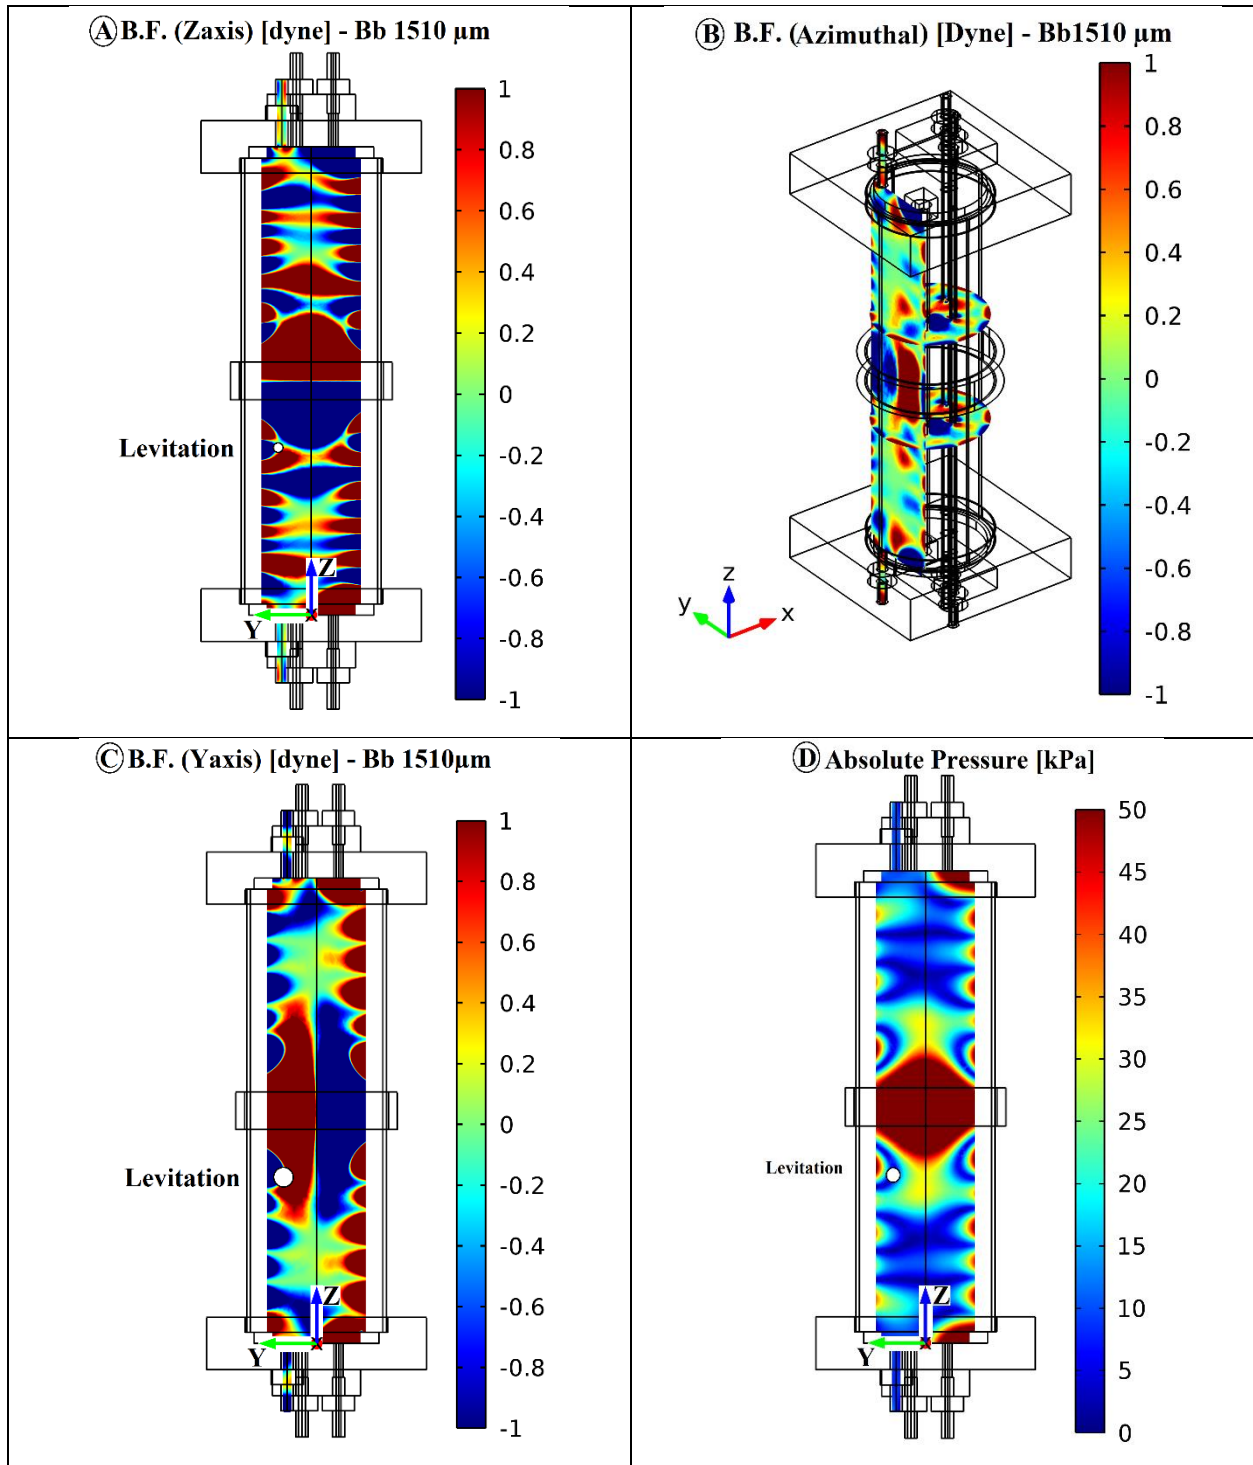 Ⓐ B.F. (Zaxis) [dyne] - Bb 1510 µm
1
0.8
0.6
0.4
0.2
0
-0.2
-0.4
-0.6
-0.8
-1
Levitation
Z
Y
Ⓑ B.F. (Azimuthal) [Dyne] - Bb1510 µm
1
0.8
0.6
0.4
0.2
0
-0.2
-0.4
-0.6
-0.8
-1
z
y
x
Ⓒ B.F. (Yaxis) [dyne] - Bb 1510µm
1
0.8
0.6
0.4
0.2
0
-0.2
-0.4
-0.6
-0.8
-1
Levitation
Z
Y
Ⓓ Absolute Pressure [kPa]
50
45
40
35
30
25
20
15
10
5
0
Levitation
Z
Y